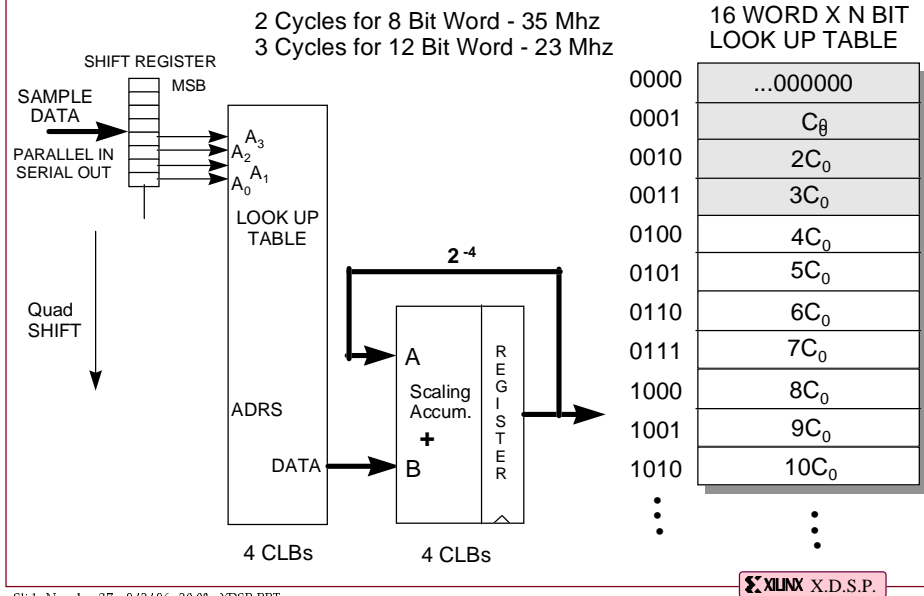 2 Cycles for 8 Bit Word - 35 Mhz
3 Cycles for 12 Bit Word - 23 Mhz
16 WORD X N BIT
LOOK UP TABLE
SHIFT REGISTER
MSB
SAMPLE
DATA
PARALLEL IN
SERIAL OUT
A3
A2
A1
A0
LOOK UP
TABLE
Quad
SHIFT
ADRS
DATA
4 CLBs
2 -4
A
Scaling
Accum.
+
B
REGISTER
4 CLBs
0000 ...000000
0001 C0
0010 2C0
0011 3C0
0100 4C0
0101 5C0
0110 6C0
0111 7C0
1000 8C0
1001 9C0
1010 10C0
XILINX X.D.S.P.